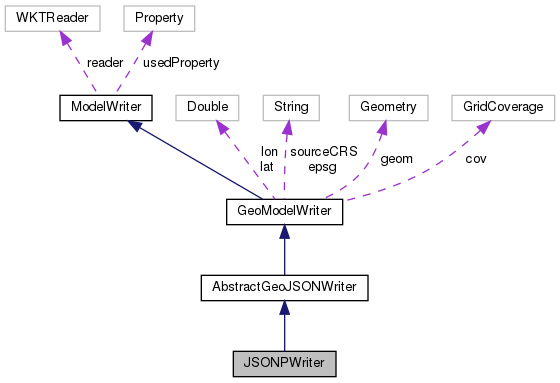 WKTReader
Property
reader
usedProperty
ModelWriter
Double
String
Geometry
GridCoverage
lon
lat
sourceCRS
epsg
geom
cov
GeoModelWriter
AbstractGeoJSONWriter
JSONPWriter